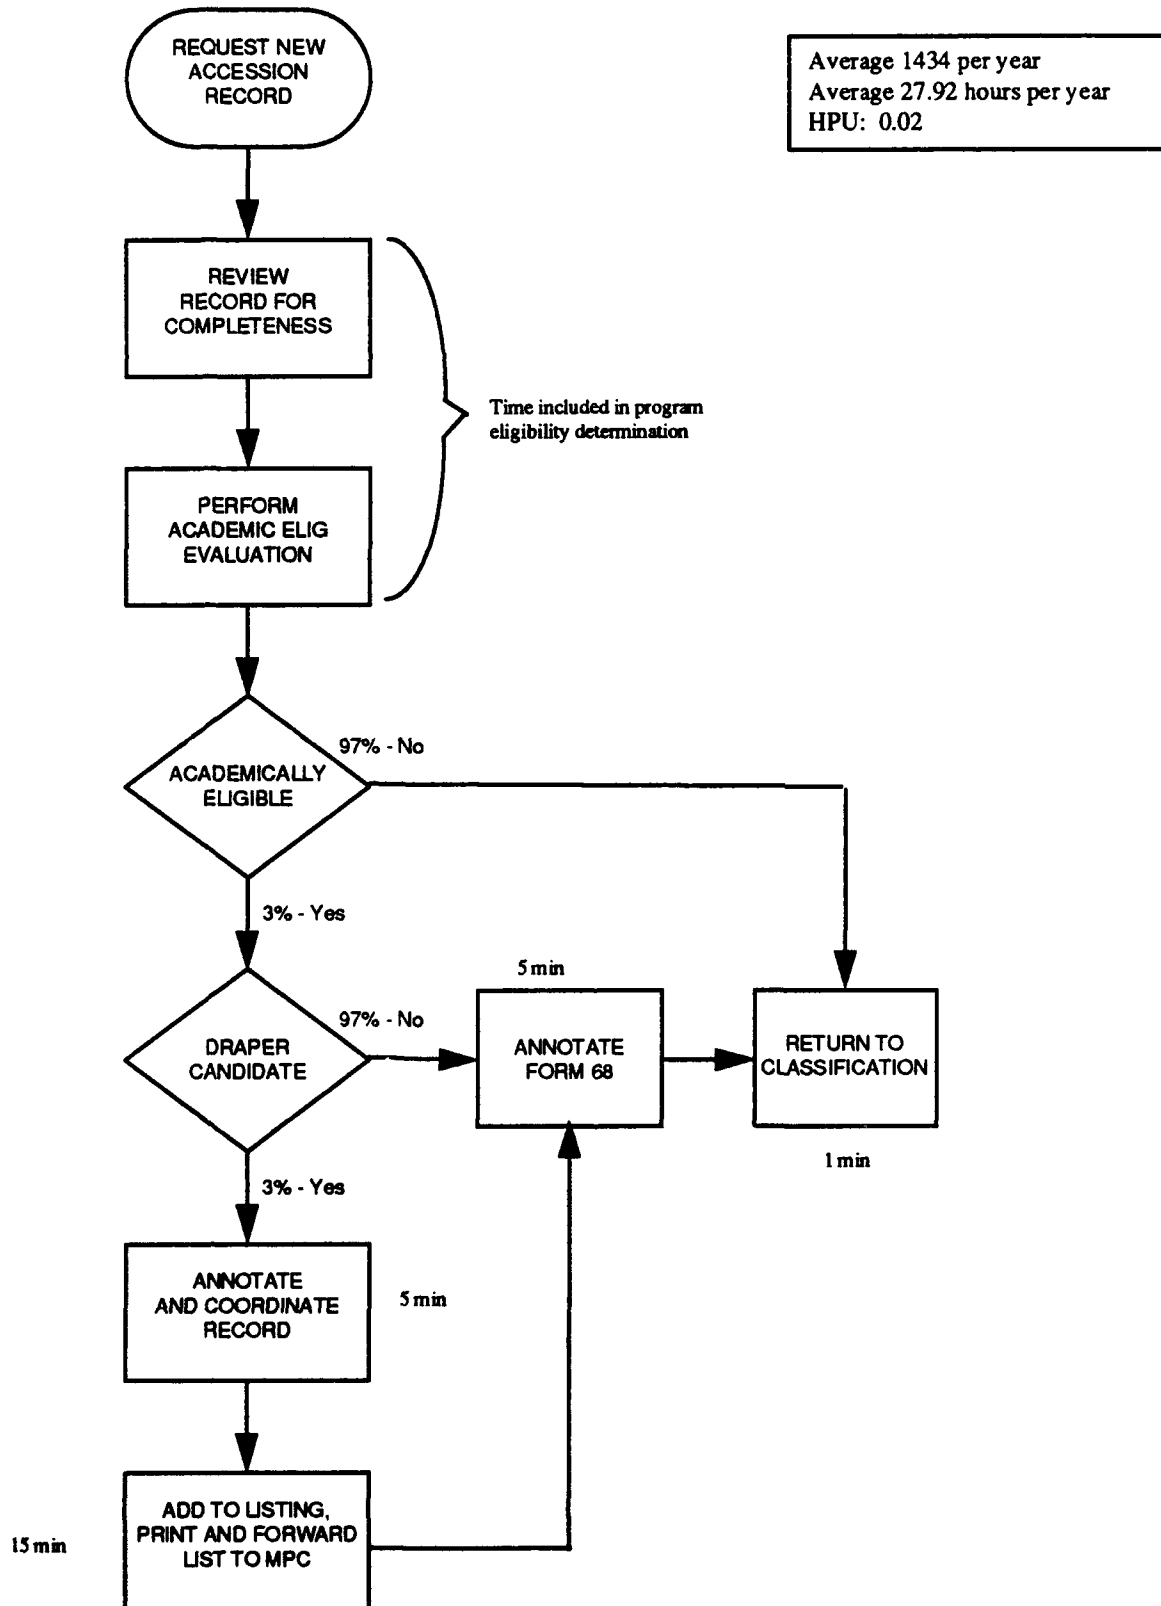 REQUEST NEW
ACCESSION
RECORD
Average 1434 per year
Average 27.92 hours per year
HPU: 0.02
REVIEW
RECORD FOR
COMPLETENESS
Time included in program
eligibility determination
PERFORM
ACADEMIC ELIG
EVALUATION
97% - No
ACADEMICALLY
ELIGIBLE
3% - Yes
5 min
97% - No
DRAPER
CANDIDATE
ANNOTATE
FORM 68
RETURN TO
CLASSIFICATION
1 min
3% - Yes
ANNOTATE
AND COORDINATE
RECORD
5 min
ADD TO LISTING,
PRINT AND FORWARD
LIST TO MPC
15 min